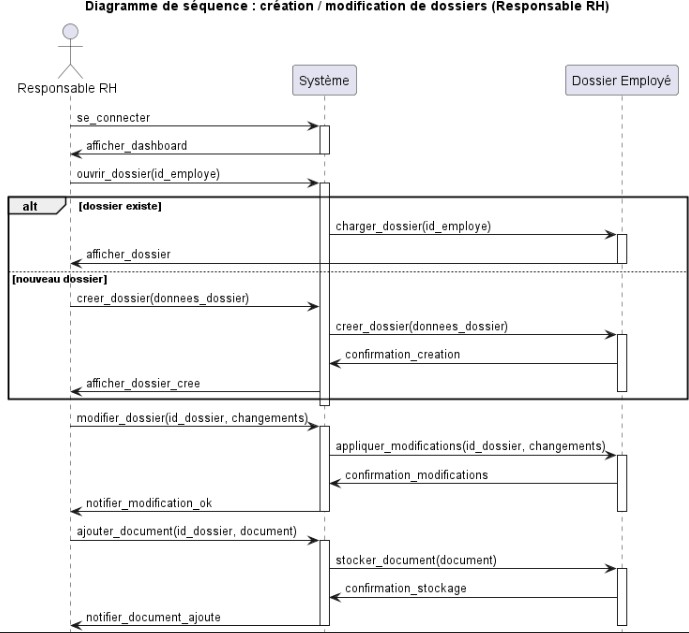 Diagramme de séquence : création / modification de dossiers (Responsable RH)
Responsable RH
Système
Dossier Employé
se_connecter
afficher_dashboard
ouvrir_dossier(id_employe)
alt [dossier existe]
charger_dossier(id_employe)
afficher_dossier
[nouveau dossier]
creer_dossier(donnees_dossier)
creer_dossier(donnees_dossier)
confirmation_creation
afficher_dossier_cree
modifier_dossier(id_dossier, changements)
appliquer_modifications(id_dossier, changements)
confirmation_modifications
notifier_modification_ok
ajouter_document(id_dossier, document)
stocker_document(document)
confirmation_stockage
notifier_document_ajoute